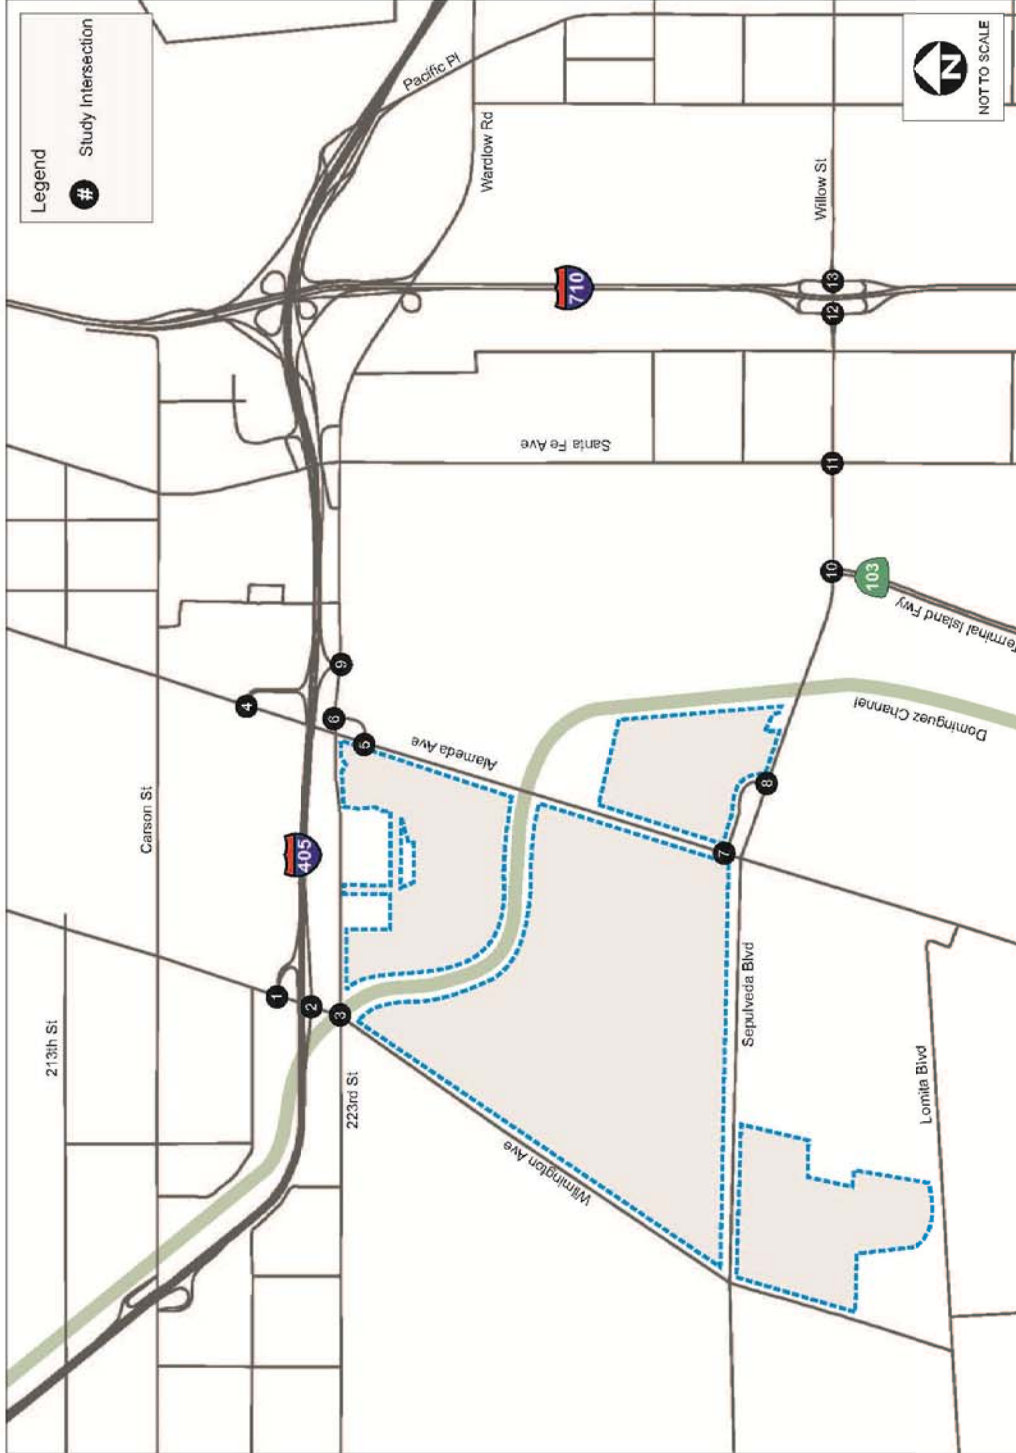 Legend
# Study Intersection
N
NOT TO SCALE
213th St
Carson St
223rd St
405
710
103
Pacific Pl
Wardlow Rd
Willow St
Santa Fe Ave
Alameda Ave
Wilmington Ave
Sepulveda Blvd
Lomita Blvd
Dominguez Channel
Terminal Island Fwy
1
2
3
4
5
6
7
8
9
10
11
12
13